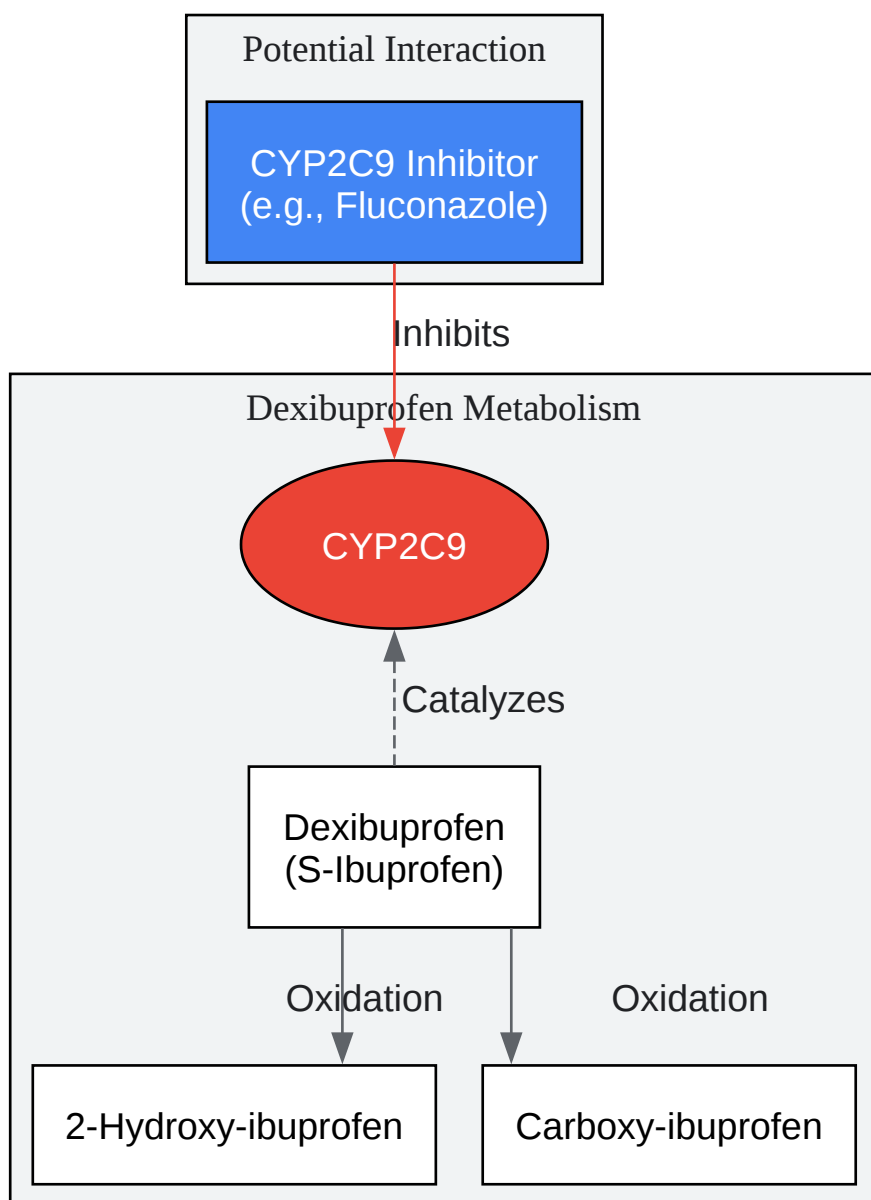 Potential Interaction
CYP2C9 Inhibitor
(e.g., Fluconazole)
Inhibits
Dexibuprofen Metabolism
CYP2C9
Catalyzes
Dexibuprofen
(S-Ibuprofen)
Oxidation
Oxidation
2-Hydroxy-ibuprofen
Carboxy-ibuprofen